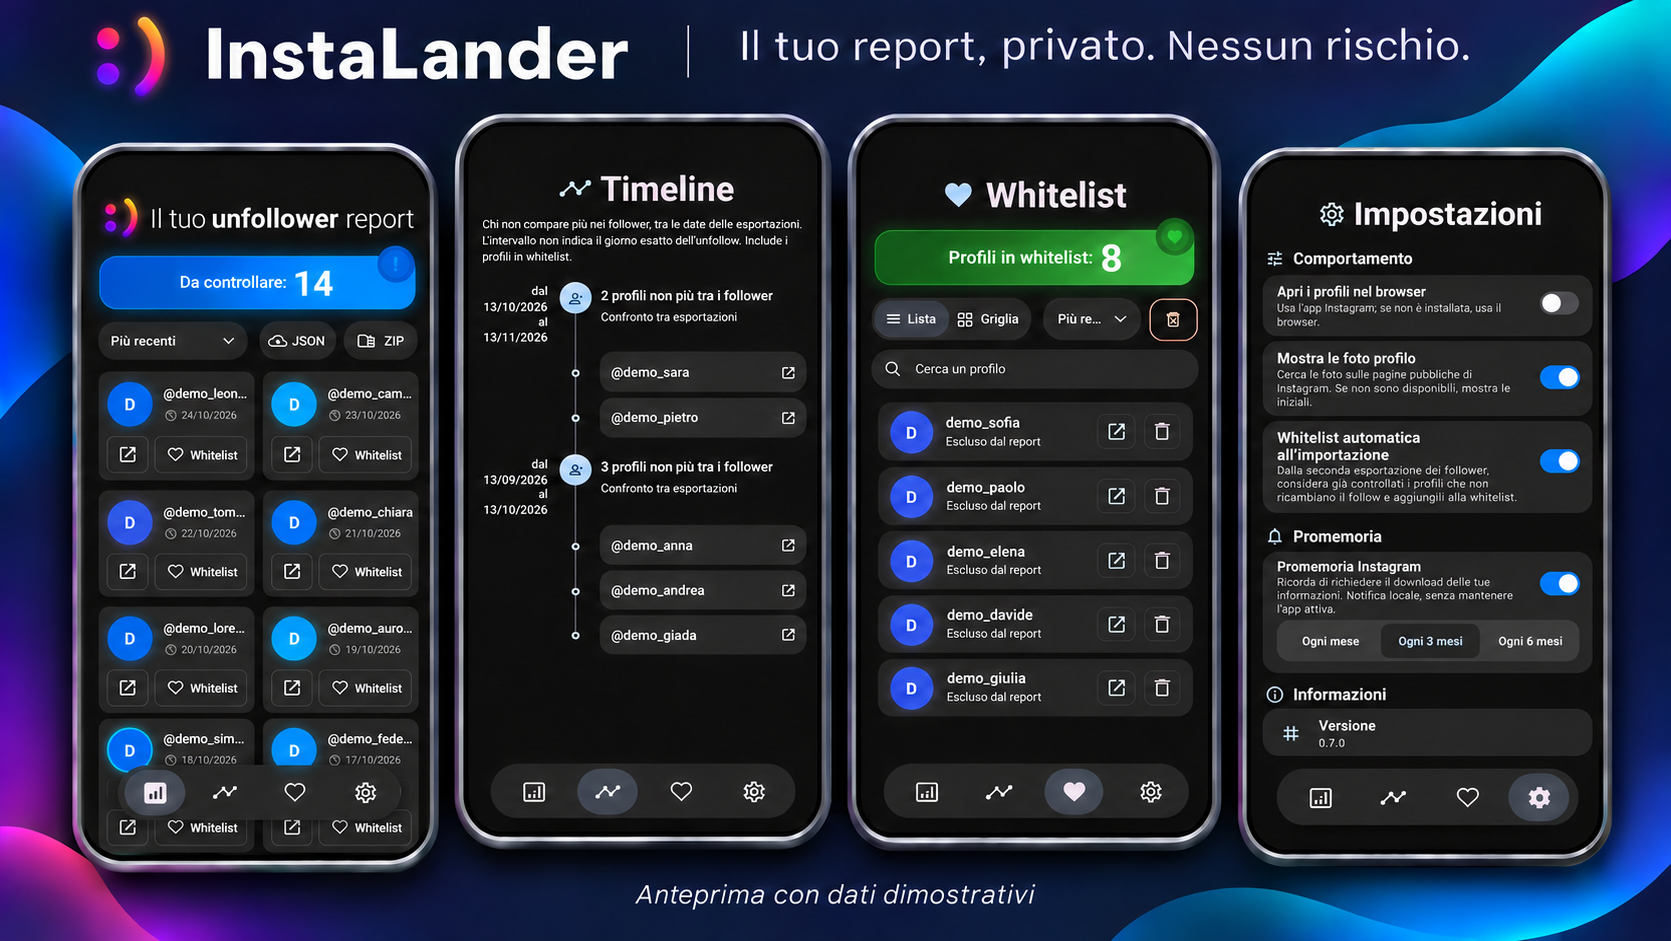 :) InstaLander
Il tuo report, privato. Nessun rischio.
:) Il tuo unfollower report
Da controllare: 14
!
Più recenti
JSON
ZIP
D
@demo_leon...
24/10/2026
Whitelist
D
@demo_cam...
23/10/2026
Whitelist
D
@demo_tom...
22/10/2026
Whitelist
D
@demo_chiara
21/10/2026
Whitelist
D
@demo_lore...
20/10/2026
Whitelist
D
@demo_auro...
19/10/2026
Whitelist
D
@demo_sim...
18/10/2026
Whitelist
D
@demo_fede...
17/10/2026
Whitelist
Timeline
Chi non compare più nei follower, tra le date delle esportazioni.
L'intervallo non indica il giorno esatto dell'unfollow. Include i
profili in whitelist.
dal
13/10/2026
al
13/11/2026
2 profili non più tra i follower
Confronto tra esportazioni
@demo_sara
@demo_pietro
dal
13/09/2026
al
13/10/2026
3 profili non più tra i follower
Confronto tra esportazioni
@demo_anna
@demo_andrea
@demo_giada
Whitelist
Profili in whitelist: 8
Lista
Griglia
Più re...
Cerca un profilo
D
demo_sofia
Escluso dal report
D
demo_paolo
Escluso dal report
D
demo_elena
Escluso dal report
D
demo_davide
Escluso dal report
D
demo_giulia
Escluso dal report
Impostazioni
Comportamento
Apri i profili nel browser
Usa l'app Instagram; se non è installata, usa il
browser.
Mostra le foto profilo
Cerca le foto sulle pagine pubbliche di
Instagram. Se non sono disponibili, mostra le
iniziali.
Whitelist automatica
all'importazione
Dalla seconda esportazione dei follower,
considera già controllati i profili che non
ricambiano il follow e aggiungili alla whitelist.
Promemoria
Promemoria Instagram
Ricorda di richiedere il download delle tue
informazioni. Notifica locale, senza mantenere
l'app attiva.
Ogni mese
Ogni 3 mesi
Ogni 6 mesi
Informazioni
Versione
0.7.0
Anteprima con dati dimostrativi